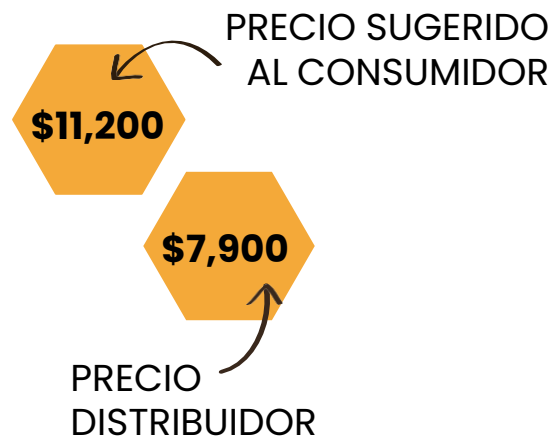 PRECIO SUGERIDO
AL CONSUMIDOR
$11,200
$7,900
PRECIO
DISTRIBUIDOR